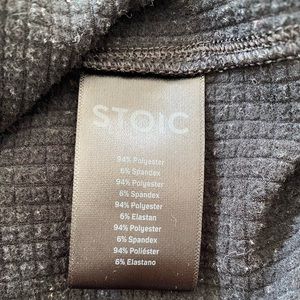 STOIC
94% Polyester
6% Spandex
94% Polyester
6% Spandex
94% Polyester
6% Elastan
94% Polyester
6% Spandex
94% Poliéster
6% Elastano